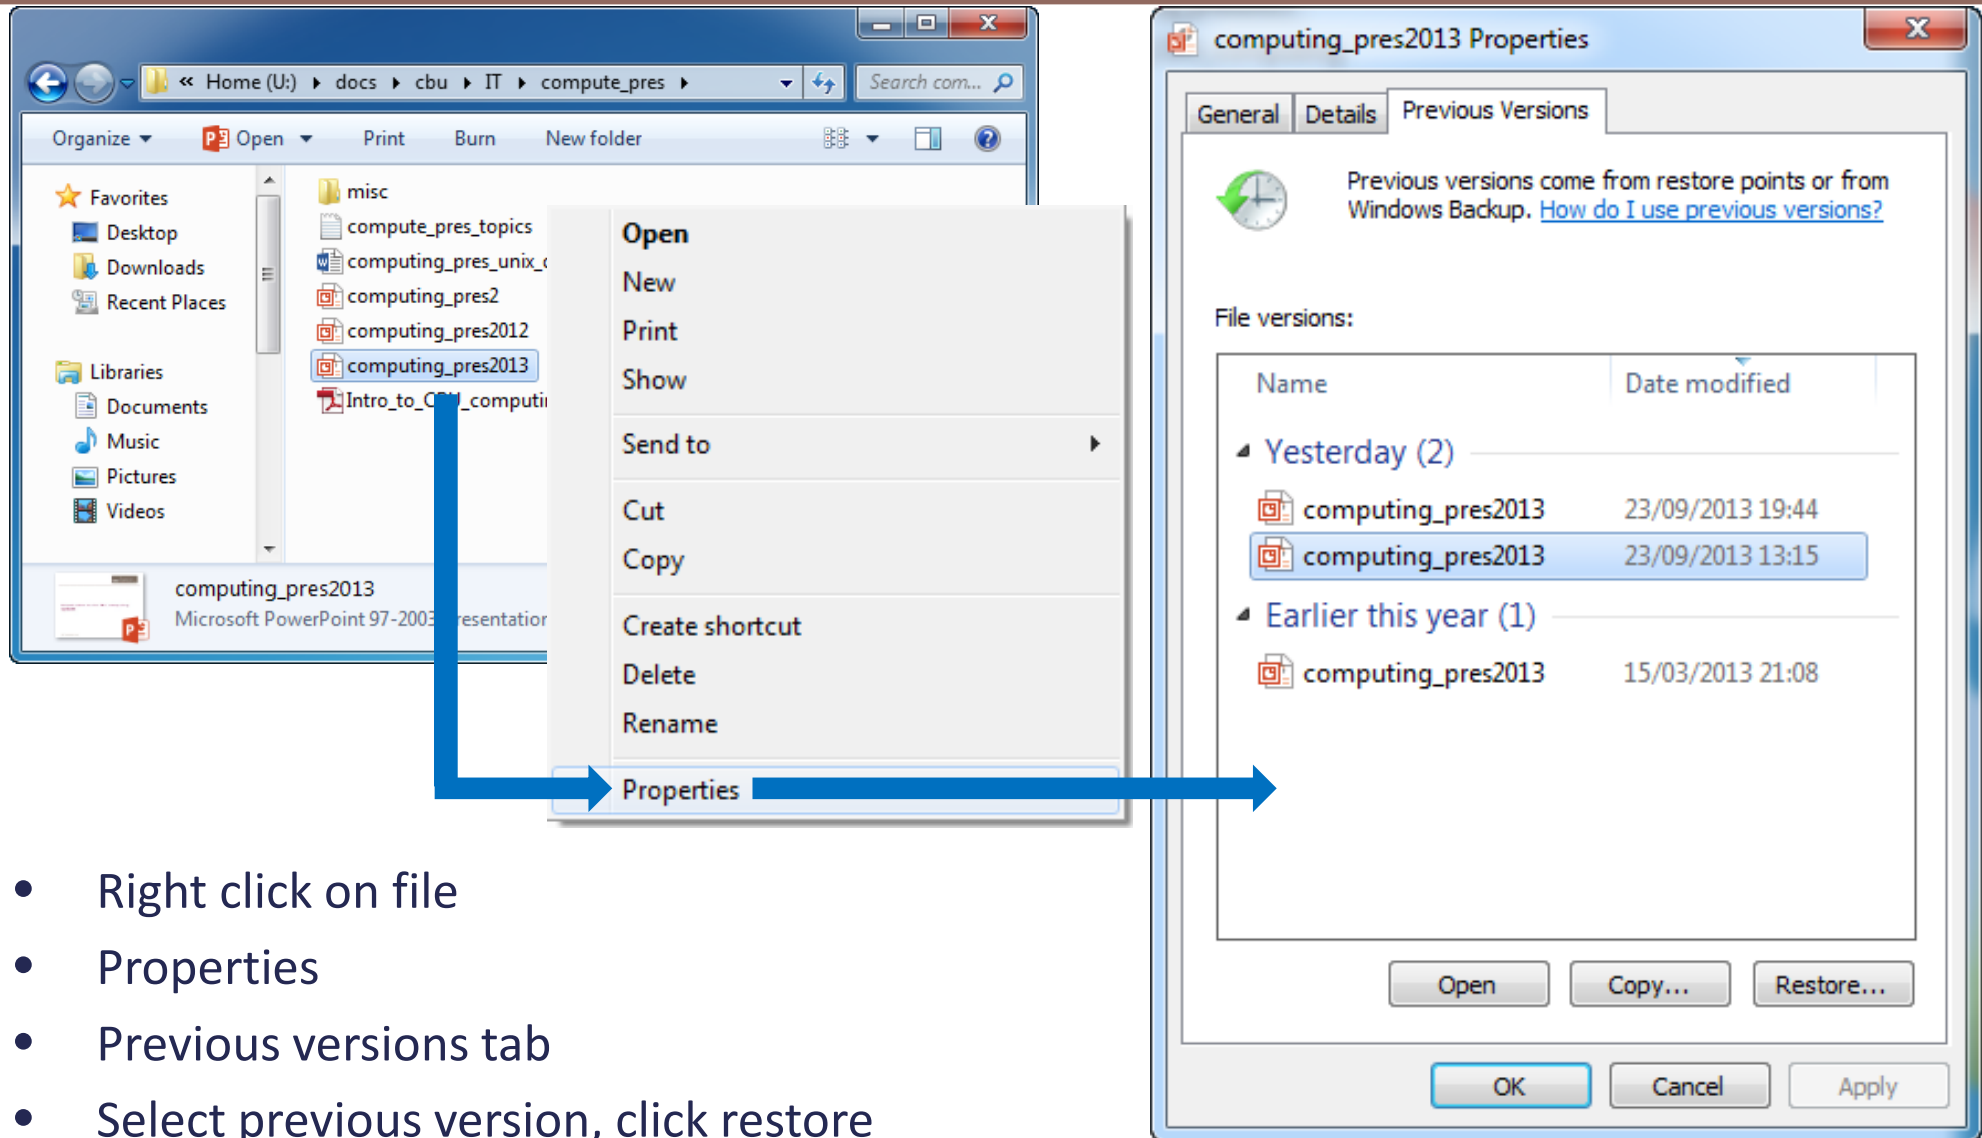 « Home (U:) ▸ docs ▸ cbu ▸ IT ▸ compute_pres ▸
Search com...
Organize Open Print Burn New folder
Favorites
Desktop
Downloads
Recent Places
Libraries
Documents
Music
Pictures
Videos
misc
compute_pres_topics
computing_pres_unix_
computing_pres2
computing_pres2012
computing_pres2013
computing_pres2013
Microsoft PowerPoint 97-2003
Open
New
Print
Show
Send to
Cut
Copy
Create shortcut
Delete
Rename
Properties
computing_pres2013 Properties
General Details Previous Versions
Previous versions come from restore points or from
Windows Backup. How do I use previous versions?
File versions:
Name Date modified
Yesterday (2)
computing_pres2013 23/09/2013 19:44
computing_pres2013 23/09/2013 13:15
Earlier this year (1)
computing_pres2013 15/03/2013 21:08
Open Copy... Restore...
OK Cancel Apply
• Right click on file
• Properties
• Previous versions tab
• Select previous version, click restore